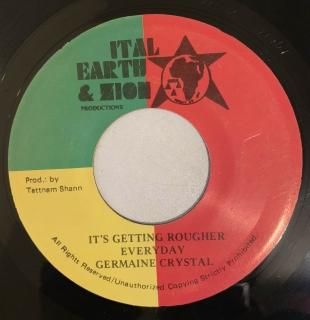 ITAL
EARTH
& ZION
PRODUCTIONS
Prod.: by
Tattnam Shann
IT'S GETTING ROUGHER
EVERYDAY
GERMAINE CRYSTAL
All Rights Reserved/Unauthorized Copying Strictly Prohibited.